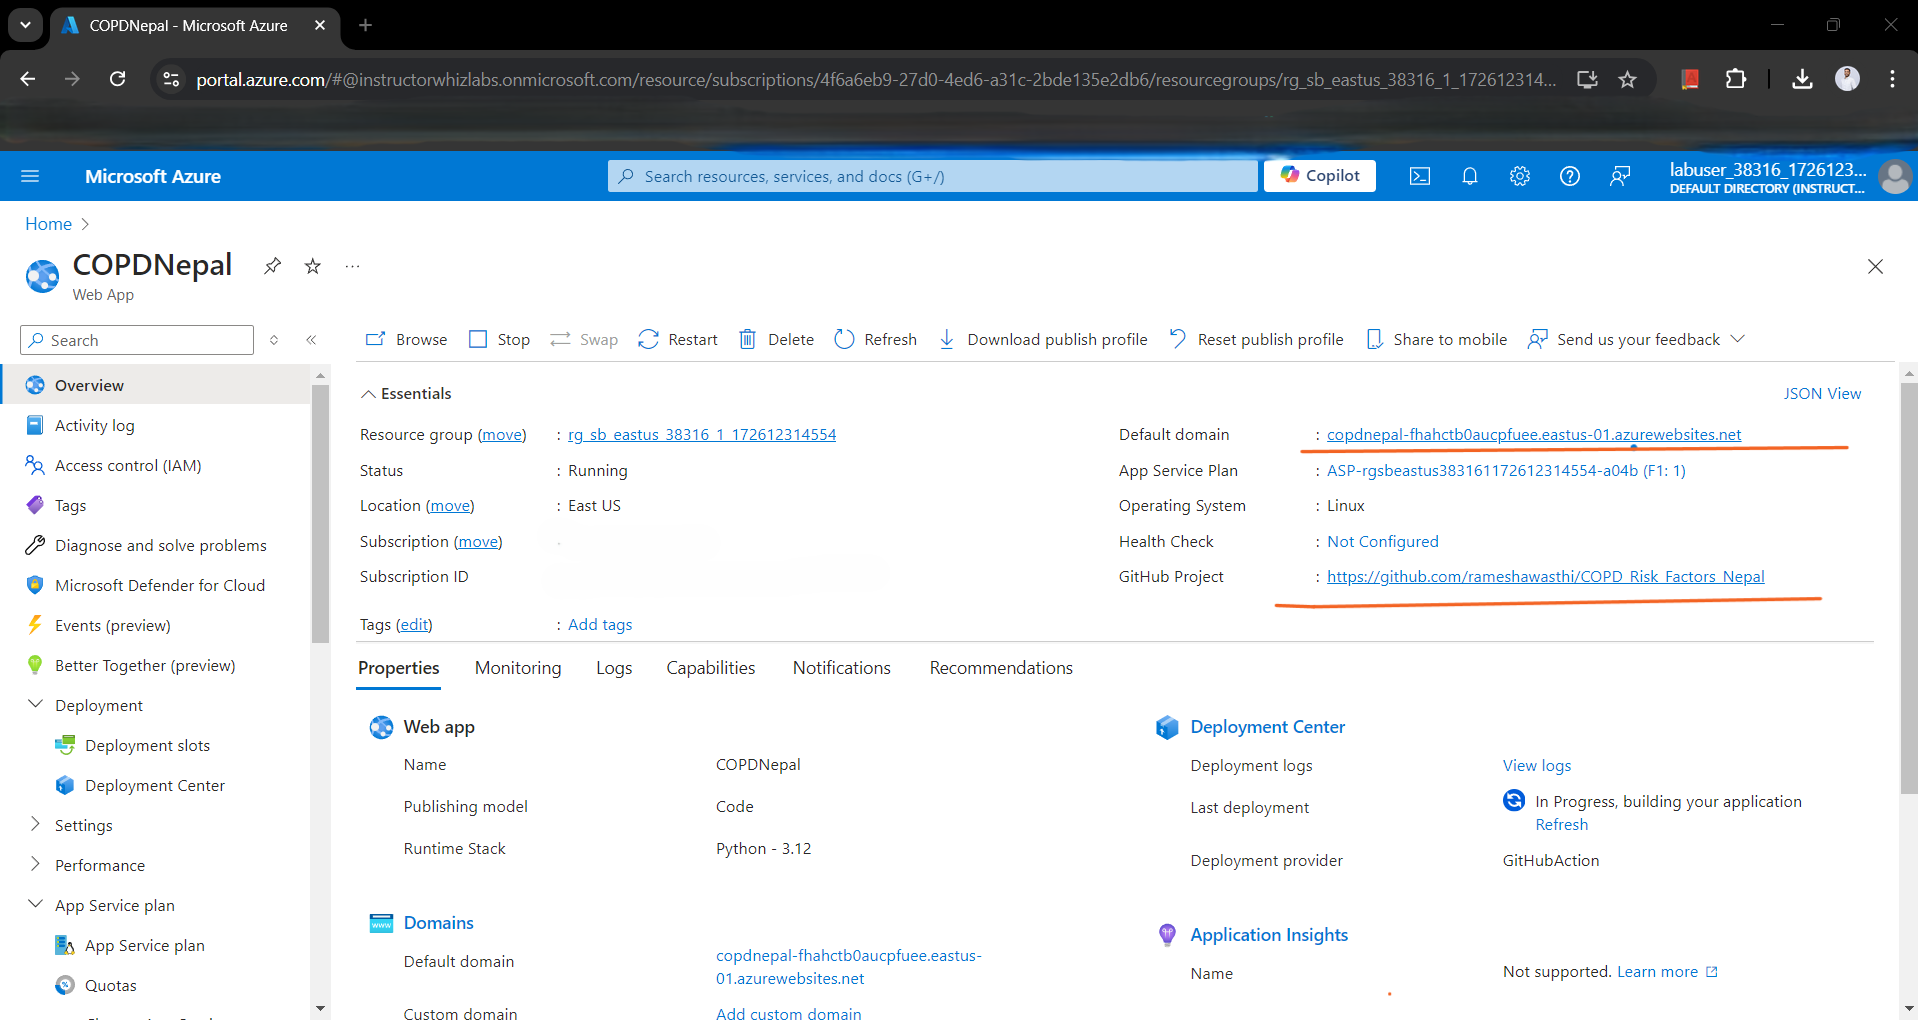 COPDNepal - Microsoft Azure
portal.azure.com/#@instructorwhizlabs.onmicrosoft.com/resource/subscriptions/4f6a6eb9-27d0-4ed6-a31c-2bde135e2db6/resourcegroups/rg_sb_eastus_38316_1_172612314...
Microsoft Azure
Search resources, services, and docs (G+/)
Copilot
labuser_38316_1726123...
DEFAULT DIRECTORY (INSTRUCT...
Home
COPDNepal
Web App
Search
Browse Stop Swap Restart Delete Refresh Download publish profile Reset publish profile Share to mobile Send us your feedback
Overview
Activity log
Access control (IAM)
Tags
Diagnose and solve problems
Microsoft Defender for Cloud
Events (preview)
Better Together (preview)
Deployment
Deployment slots
Deployment Center
Settings
Performance
App Service plan
App Service plan
Quotas
Essentials
JSON View
Resource group (move) : rg_sb_eastus_38316_1_172612314554
Status : Running
Location (move) : East US
Subscription (move)
Subscription ID
Tags (edit) : Add tags
Default domain : copdnepal-fhahctb0aucpfuee.eastus-01.azurewebsites.net
App Service Plan : ASP-rgsbeastus383161172612314554-a04b (F1: 1)
Operating System : Linux
Health Check : Not Configured
GitHub Project : https://github.com/rameshawasthi/COPD_Risk_Factors_Nepal
Properties Monitoring Logs Capabilities Notifications Recommendations
Web app
Name COPDNepal
Publishing model Code
Runtime Stack Python - 3.12
Domains
Default domain copdnepal-fhahctb0aucpfuee.eastus-
01.azurewebsites.net
Custom domain Add custom domain
Deployment Center
Deployment logs View logs
Last deployment In Progress, building your application
Refresh
Deployment provider GitHubAction
Application Insights
Name Not supported. Learn more